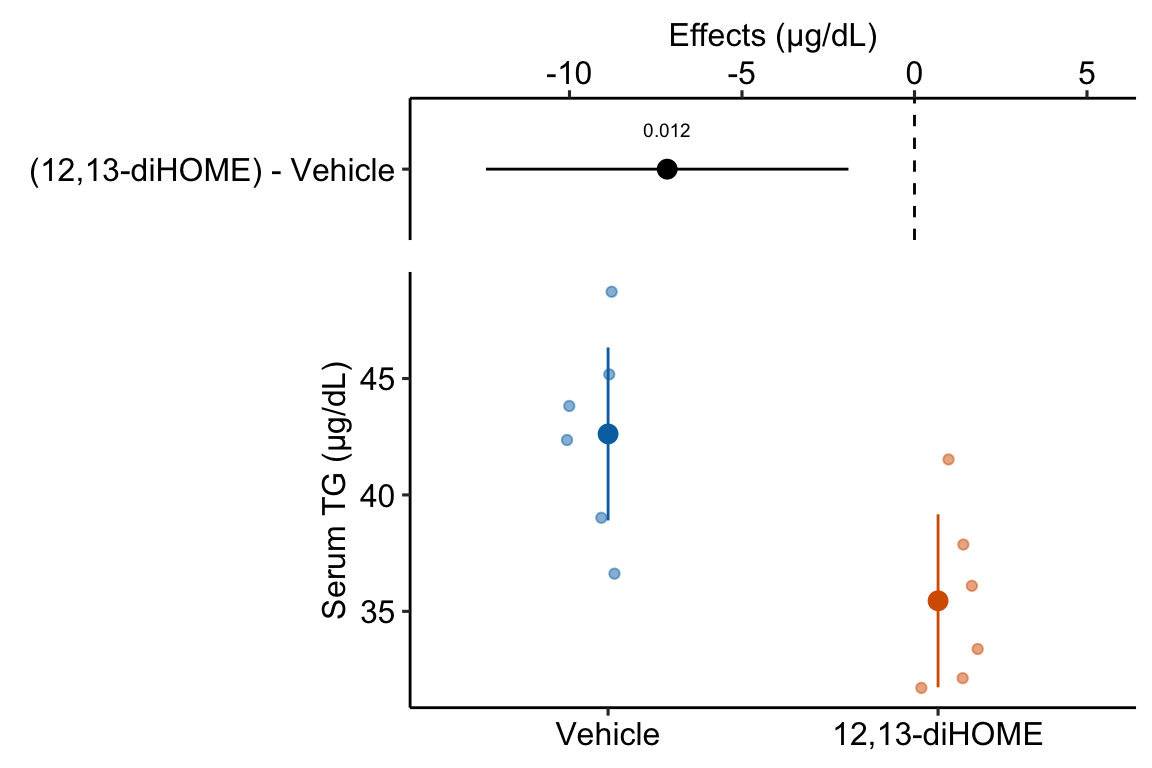 Effects (µg/dL)
-10 -5 0 5
0.012
(12,13-diHOME) - Vehicle
Serum TG (µg/dL)
45
40
35
Vehicle 12,13-diHOME